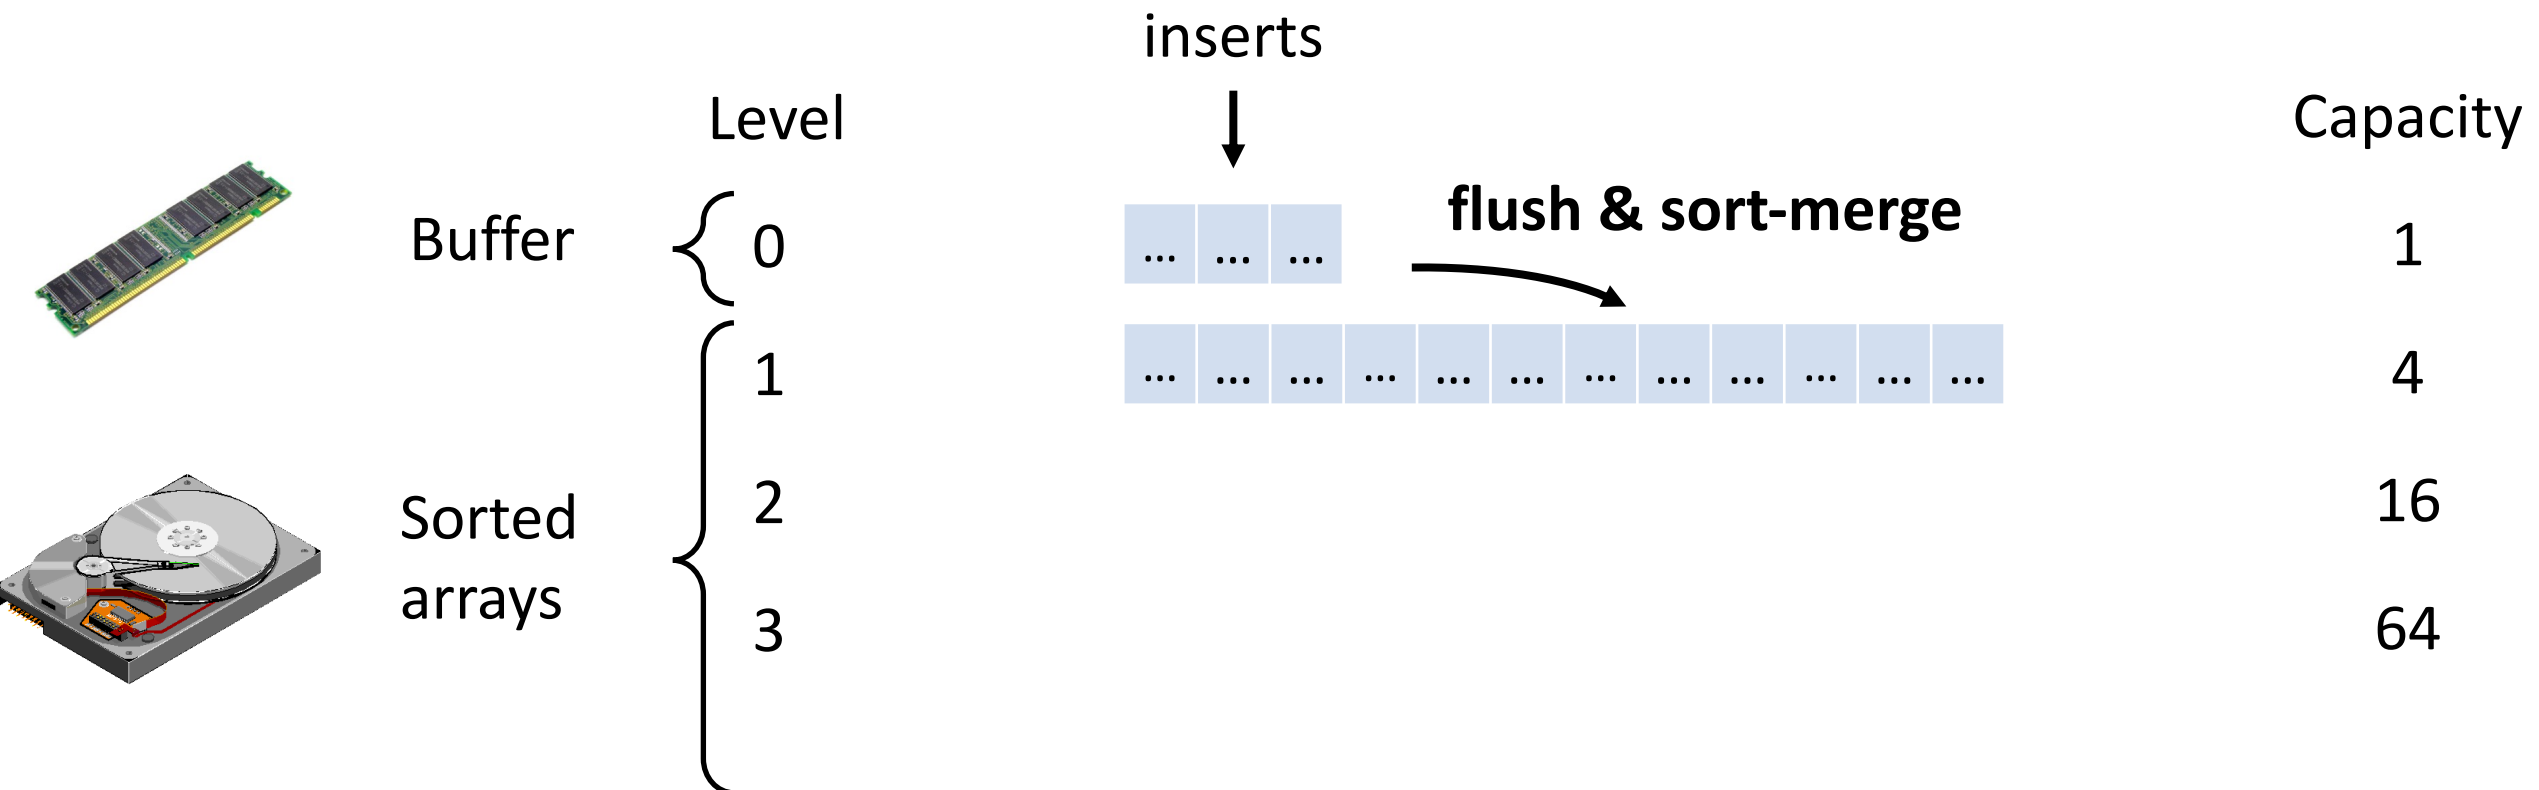 inserts
Level
Capacity
Buffer
0
flush & sort-merge
1
... ... ...
1
... ... ... ... ... ... ... ... ... ... ... ...
4
Sorted
arrays
2
16
3
64